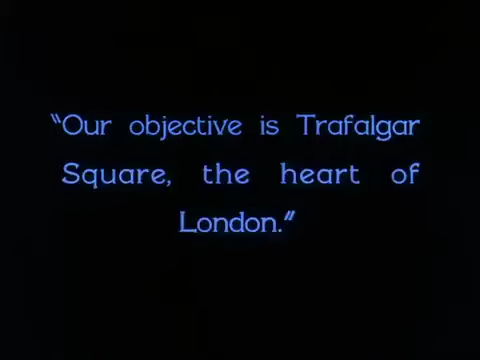 “Our objective is Trafalgar
Square, the heart of
London.”